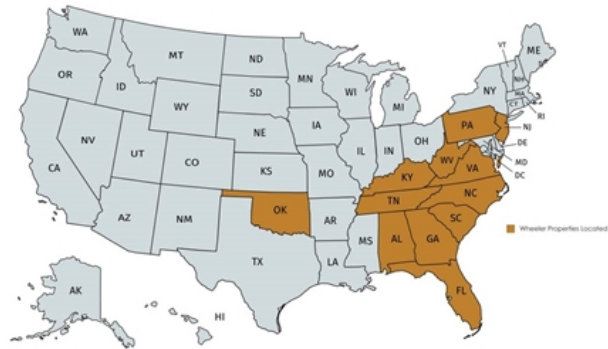 WA
MT
ND
MN
VT
ME
OR
ID
SD
WI
NY
NH
MA
WY
MI
CT
RI
NE
IA
PA
NJ
NV
UT
CO
IL
IN
OH
DE
MD
DC
CA
KS
MO
WV
VA
KY
NC
TN
AZ
NM
OK
AR
SC
MS
AL
GA
Wheeler Properties Located
TX
LA
AK
HI
FL